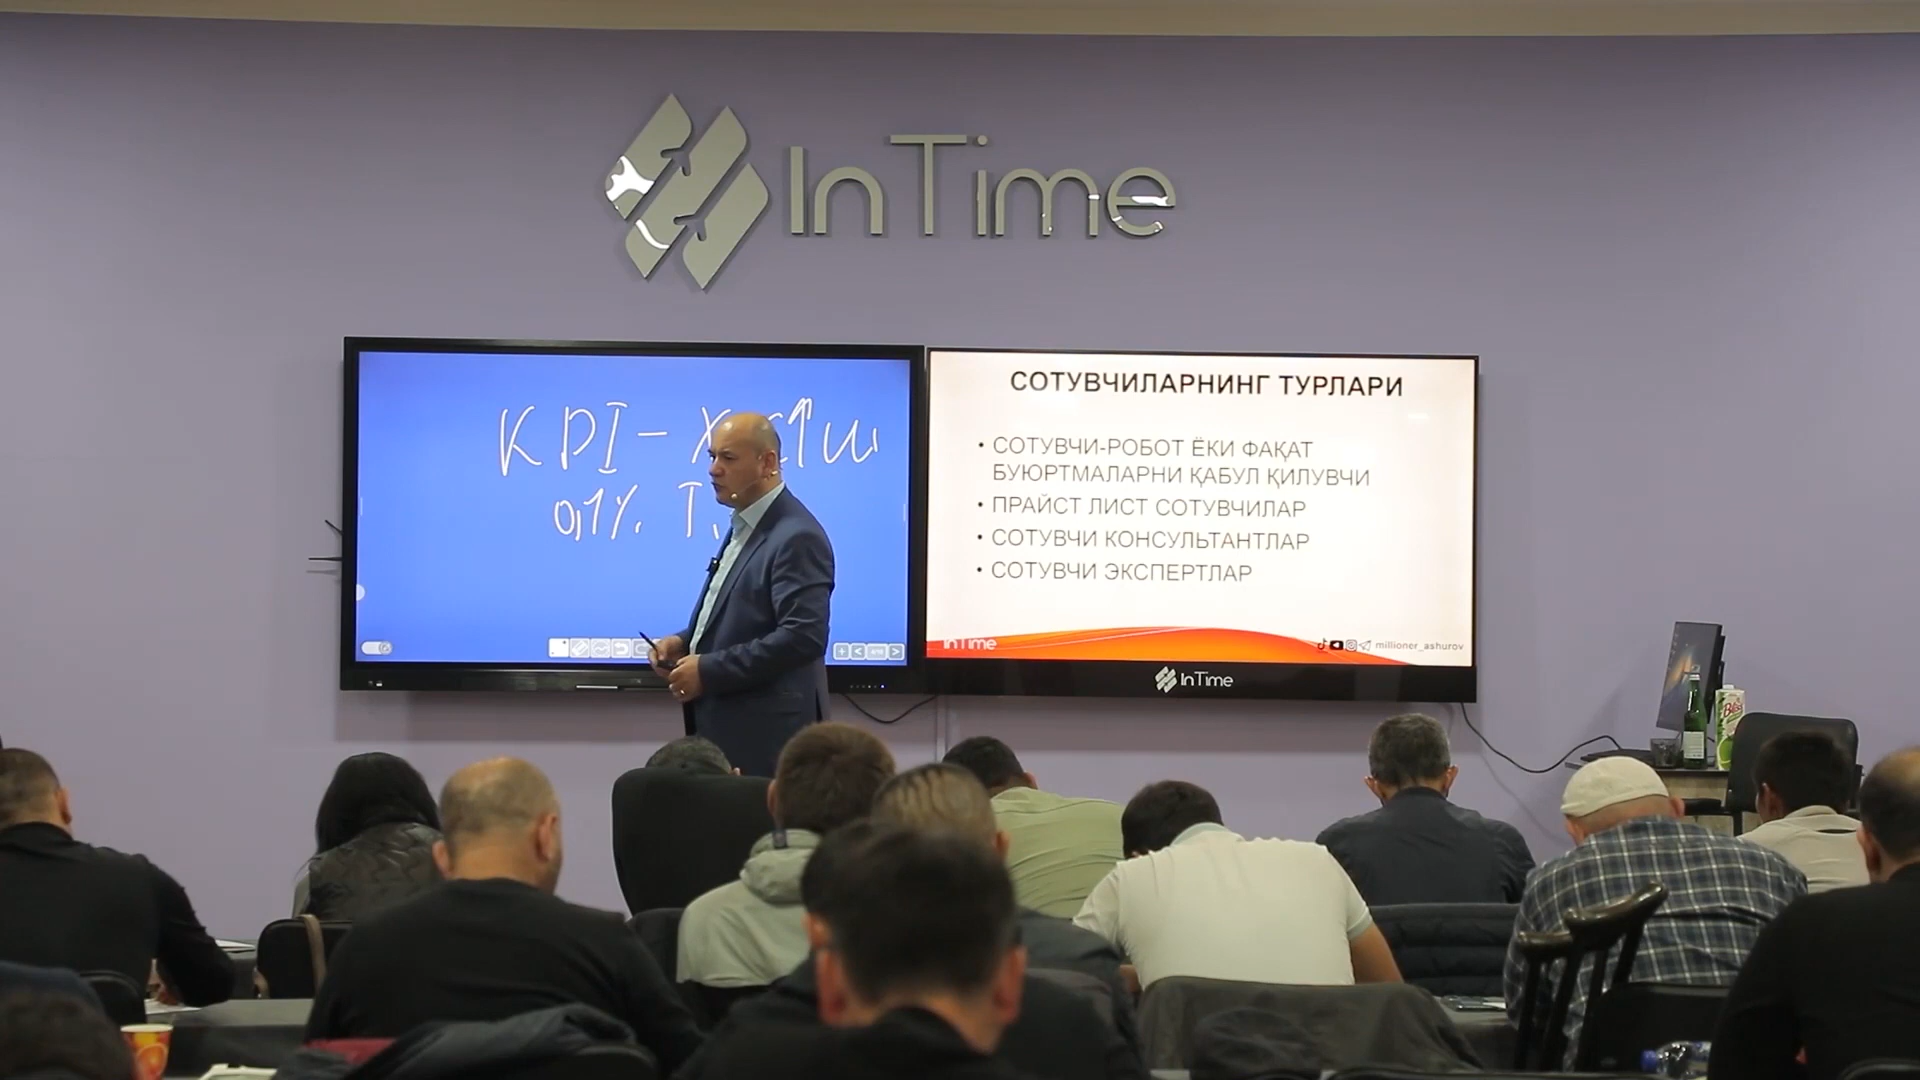 InTime
KPI -
0,1% T.
СОТУВЧИЛАРНИНГ ТУРЛАРИ
• СОТУВЧИ-РОБОТ ЁКИ ФАҚАТ
БУЮРТМАЛАРНИ ҚАБУЛ ҚИЛУВЧИ
• ПРАЙСТ ЛИСТ СОТУВЧИЛАР
• СОТУВЧИ КОНСУЛЬТАНТЛАР
• СОТУВЧИ ЭКСПЕРТЛАР
InTime
millioner_ashurov
InTime
Bliss